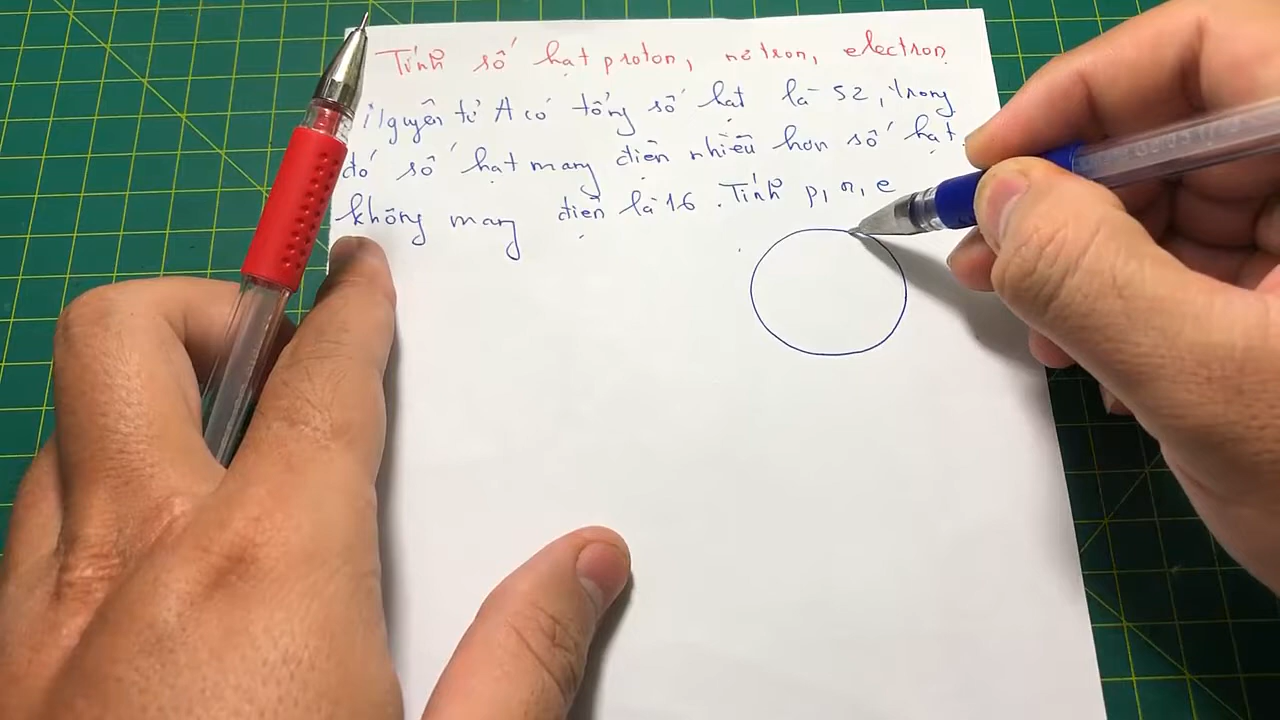 Tính số hạt proton, nơtron, electron
Nguyên tử A có tổng số hạt là 52, trong
đó số hạt mang điện nhiều hơn số hạt
không mang điện là 16. Tính p, n, e